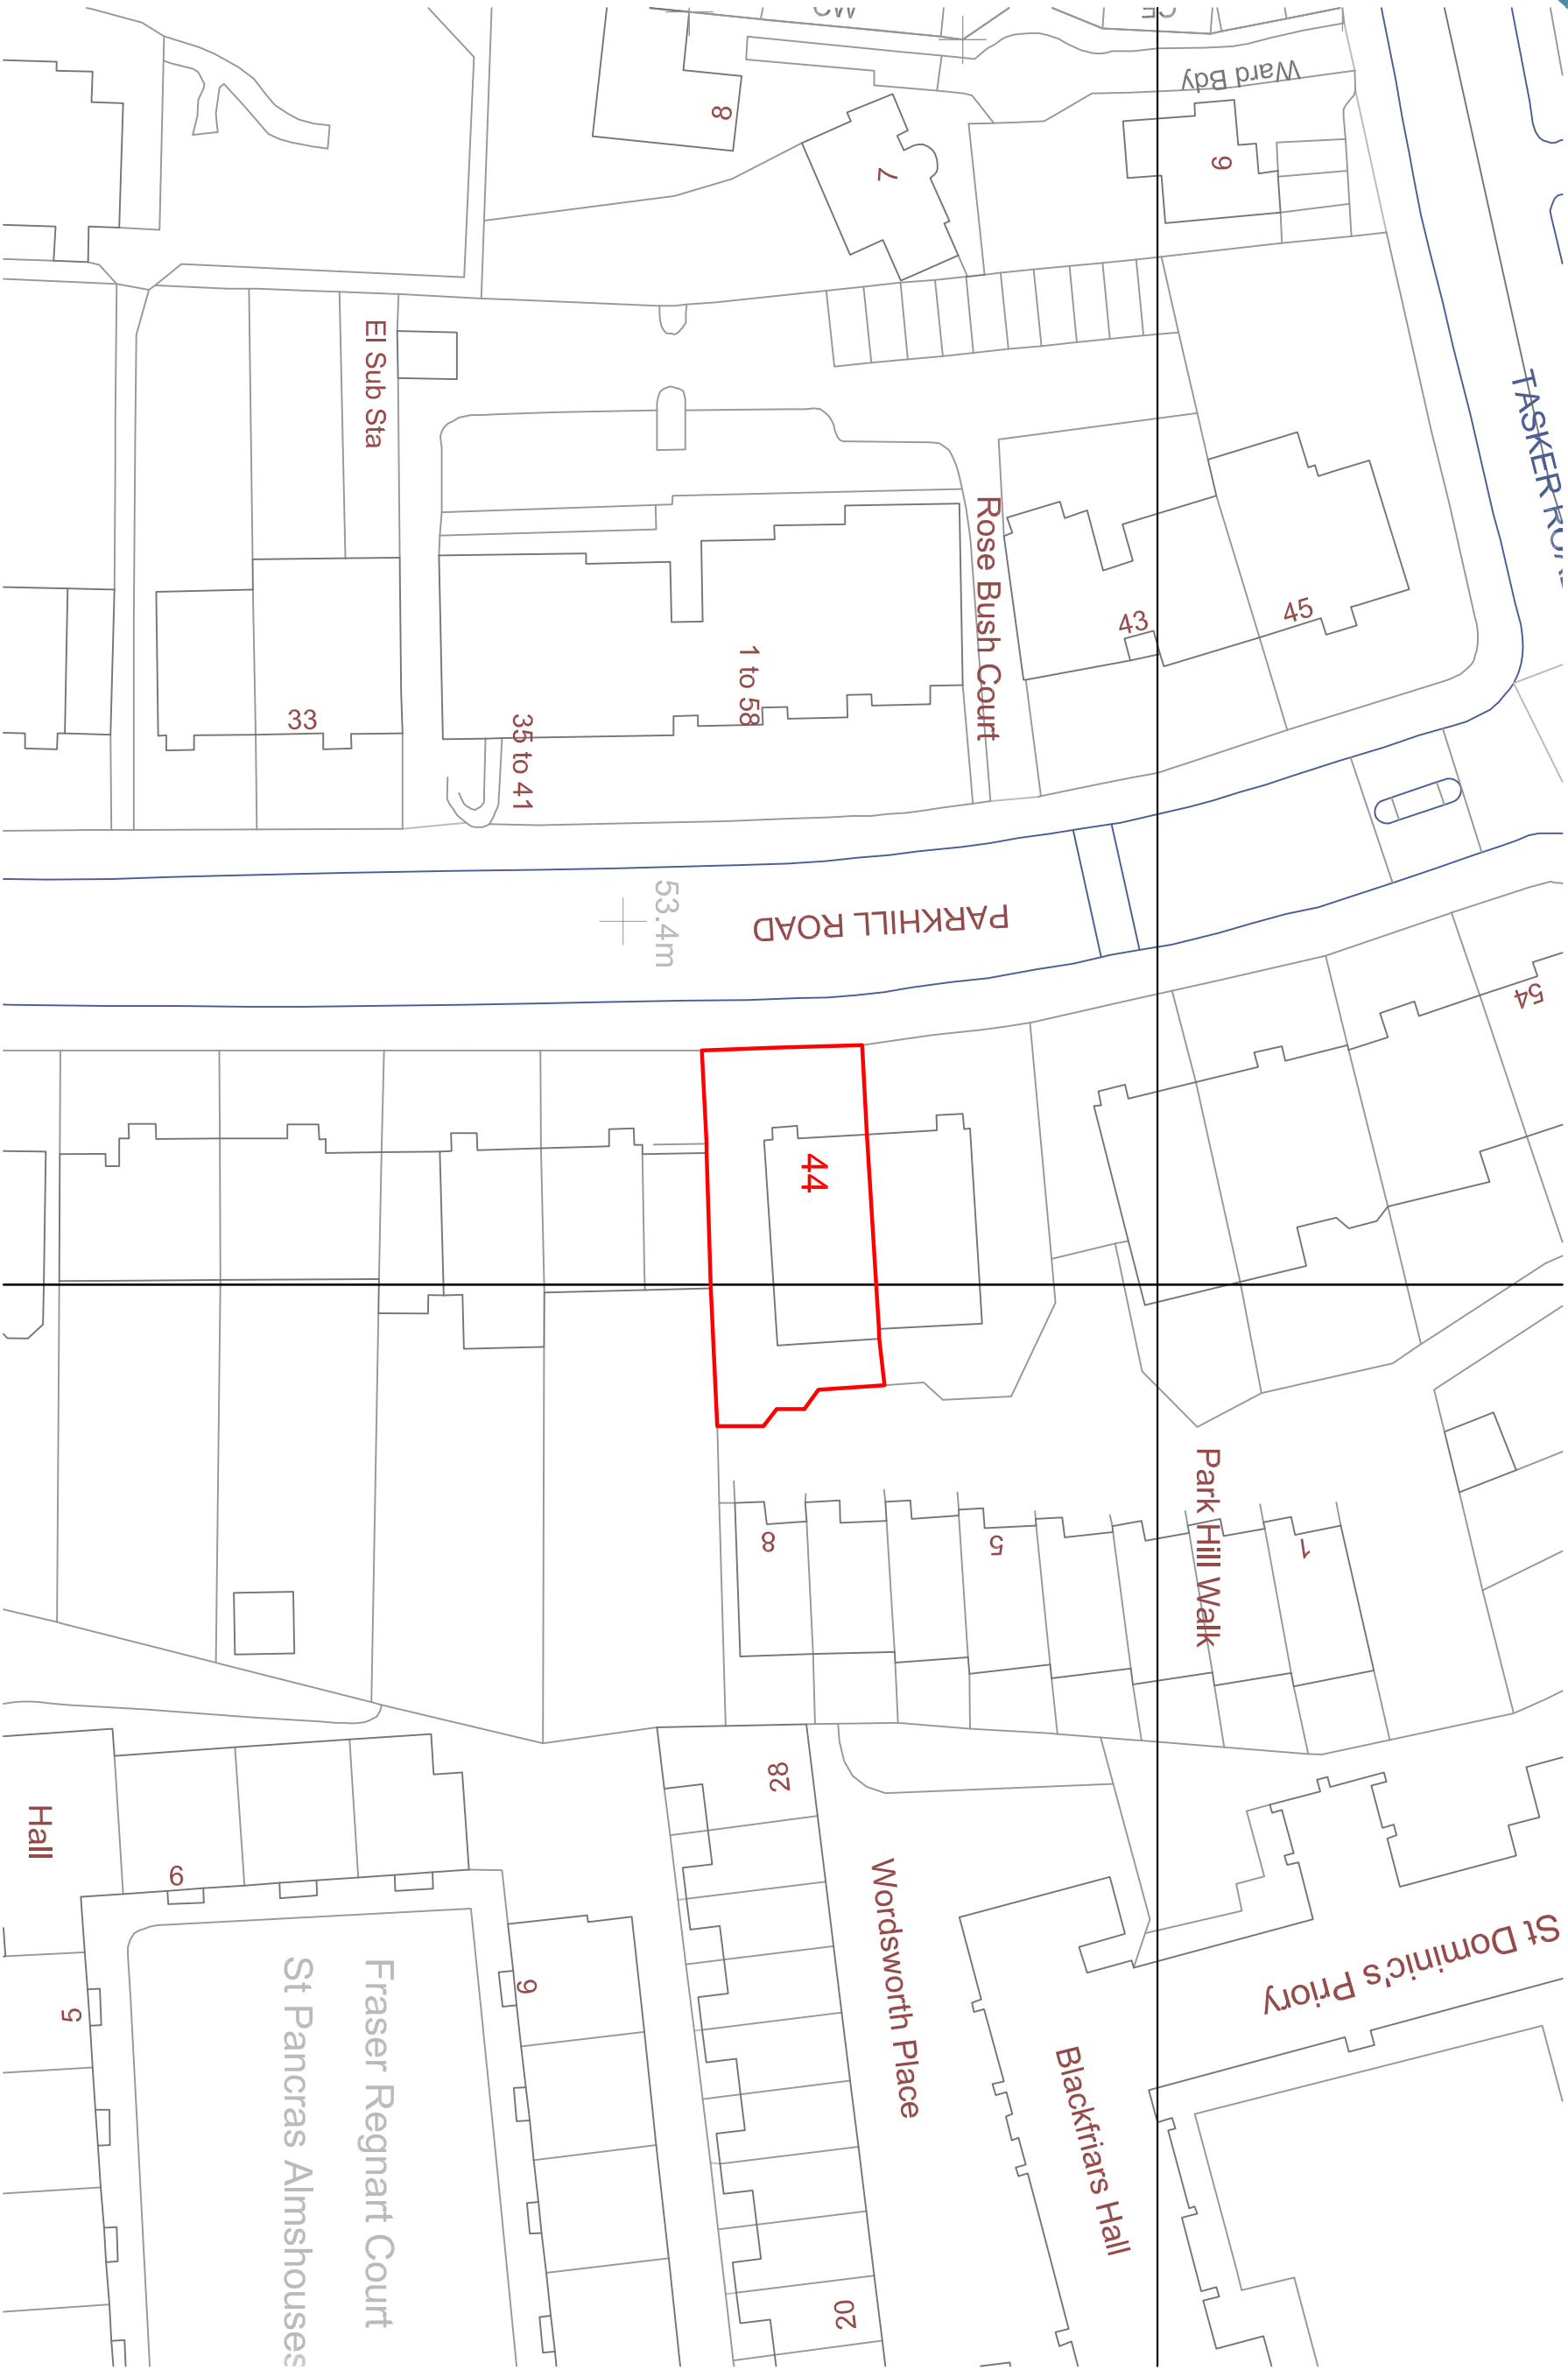 Ward Bdy
8
7
9
El Sub Sta
TASKER ROA
Rose Bush Court
43
45
1 to 58
33
35 to 41
53.4m
PARKHILL ROAD
54
44
Park Hill Walk
8
5
1
28
Hall
6
Wordsworth Place
St Dominic's Priory
Fraser Regnart Court
St Pancras Almshouses
9
5
Blackfriars Hall
20